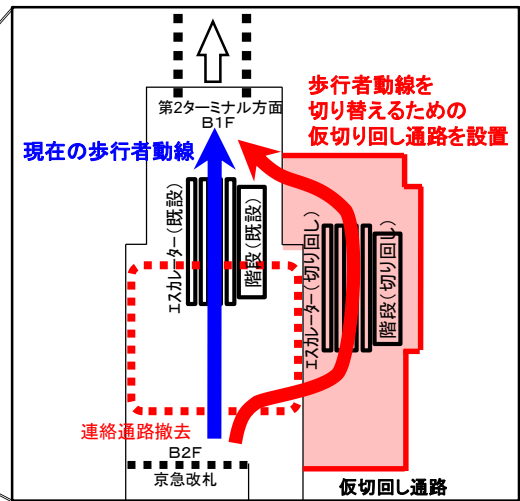 第2ターミナル方面
B1F
歩行者動線を
切り替えるための
仮切り回し通路を設置
現在の歩行者動線
エスカレーター(既設)
階段(既設)
エスカレーター(切り回し)
階段(切り回し)
連絡通路撤去
B2F
京急改札
仮切回し通路